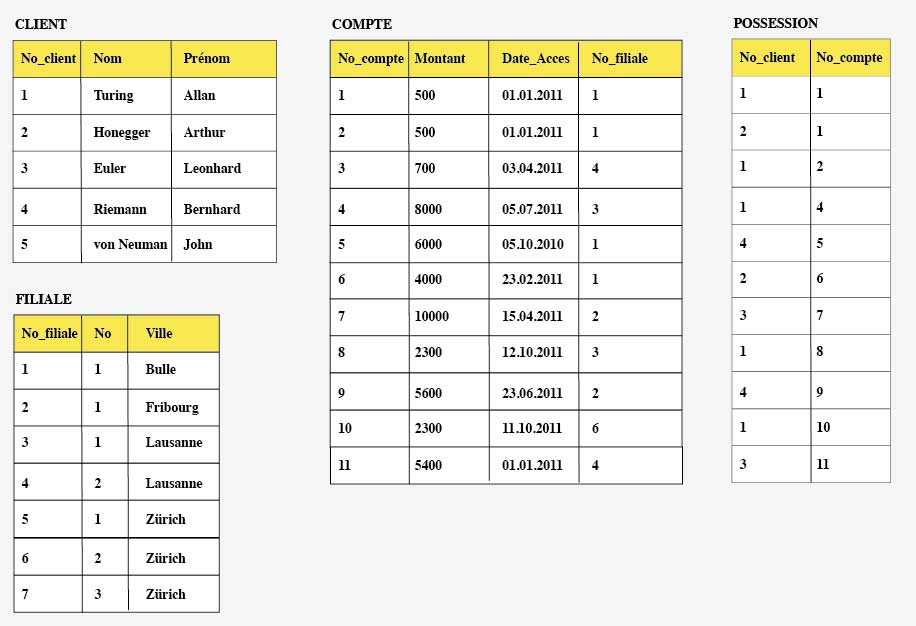 CLIENT
No_client Nom Prénom
1 Turing Allan
2 Honegger Arthur
3 Euler Leonhard
4 Riemann Bernhard
5 von Neuman John
FILIALE
No_filiale No Ville
1 1 Bulle
2 1 Fribourg
3 1 Lausanne
4 2 Lausanne
5 1 Zürich
6 2 Zürich
7 3 Zürich
COMPTE
No_compte Montant Date_Acces No_filiale
1 500 01.01.2011 1
2 500 01.01.2011 1
3 700 03.04.2011 4
4 8000 05.07.2011 3
5 6000 05.10.2010 1
6 4000 23.02.2011 1
7 10000 15.04.2011 2
8 2300 12.10.2011 3
9 5600 23.06.2011 2
10 2300 11.10.2011 6
11 5400 01.01.2011 4
POSSESSION
No_client No_compte
1 1
2 1
1 2
1 4
4 5
2 6
3 7
1 8
4 9
1 10
3 11